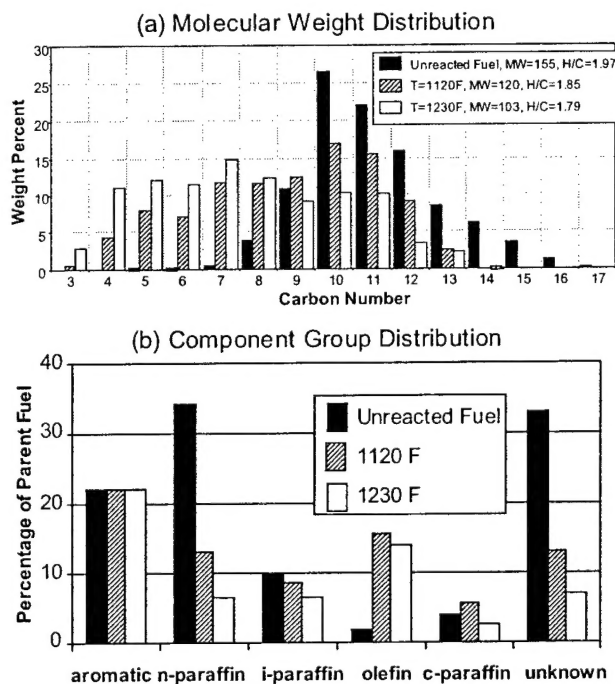 (a) Molecular Weight Distribution
30
25
20
15
10
5
0
Weight Percent
Unreacted Fuel, MW=155, H/C=1.97
T=1120F, MW=120, H/C=1.85
T=1230F, MW=103, H/C=1.79
3 4 5 6 7 8 9 10 11 12 13 14 15 16 17
Carbon Number
(b) Component Group Distribution
40
30
20
10
0
Percentage of Parent Fuel
Unreacted Fuel
1120 F
1230 F
aromatic n-paraffin i-paraffin olefin c-paraffin unknown